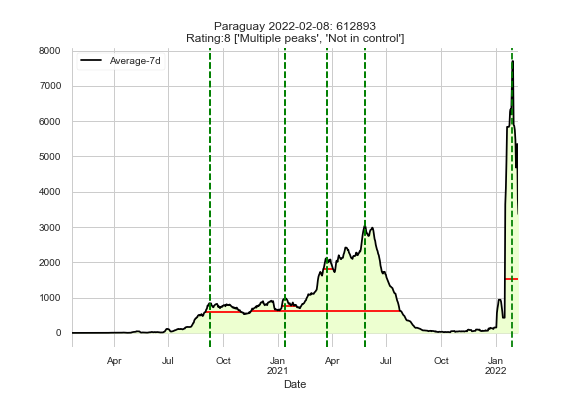 Paraguay 2022-02-08: 612893
Rating:8 ['Multiple peaks', 'Not in control']
Average-7d
8000
7000
6000
5000
4000
3000
2000
1000
0
Apr
Jul
Oct
Jan
2021
Apr
Jul
Oct
Jan
2022
Date